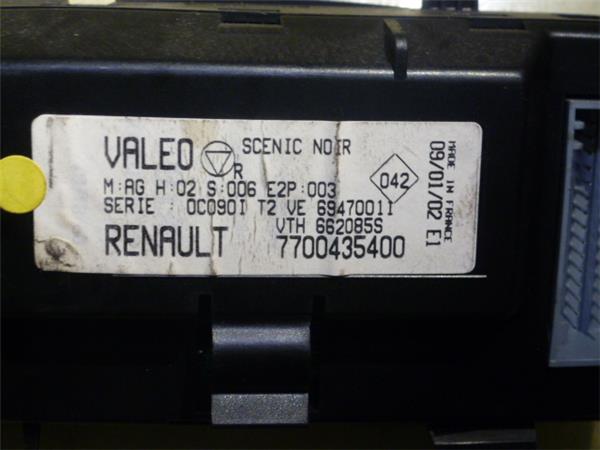 VALEO R SCENIC NOIR
M:AG H:02 S:006 E2P:003
042
SERIE : 0C090I T2 VE 69470011
VTH 662085S
RENAULT 7700435400
MADE IN FRANCE
09/01/02 E1